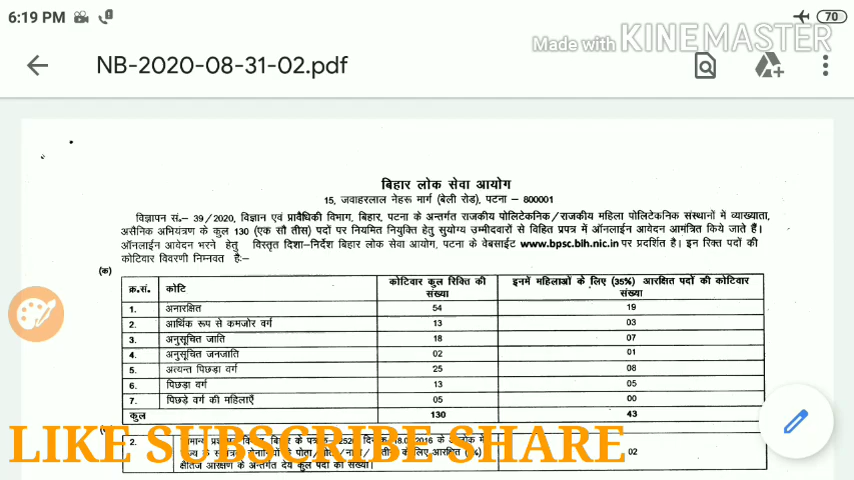 6:19 PM
70
Made with KINEMASTER
NB-2020-08-31-02.pdf
बिहार लोक सेवा आयोग
15, जवाहरलाल नेहरू मार्ग (बेली रोड), पटना – 800001
विज्ञापन सं.– 39/2020, विज्ञान एवं प्रावैधिकी विभाग, बिहार, पटना के अन्तर्गत राजकीय पोलिटेकनिक/राजकीय महिला पोलिटेकनिक संस्थानों में व्याख्याता,
असैनिक अभियंत्रण के कुल 130 (एक सौ तीस) पदों पर नियमित नियुक्ति हेतु सुयोग्य उम्मीदवारों से विहित प्रपत्र में ऑनलाईन आवेदन आमंत्रित किये जाते हैं।
ऑनलाईन आवेदन भरने हेतु विस्तृत दिशा–निर्देश बिहार लोक सेवा आयोग, पटना के वेबसाईट www.bpsc.bih.nic.in पर प्रदर्शित है। इन रिक्त पदों की
कोटिवार विवरणी निम्नवत है:–
(क)
क्र.सं. कोटि कोटिवार कुल रिक्ति की संख्या इनमें महिलाओं के लिए (35%) आरक्षित पदों की कोटिवार संख्या
1. अनारक्षित 54 19
2. आर्थिक रूप से कमजोर वर्ग 13 03
3. अनुसूचित जाति 18 07
4. अनुसूचित जनजाति 02 01
5. अत्यन्त पिछड़ा वर्ग 25 08
6. पिछड़ा वर्ग 13 05
7. पिछड़े वर्ग की महिलाएँ 05 00
कुल 130 43
LIKE SUBSCRIBE SHARE
2. 02
क्षैतिज आरक्षण के अन्तर्गत देय कुल पदों की संख्या।